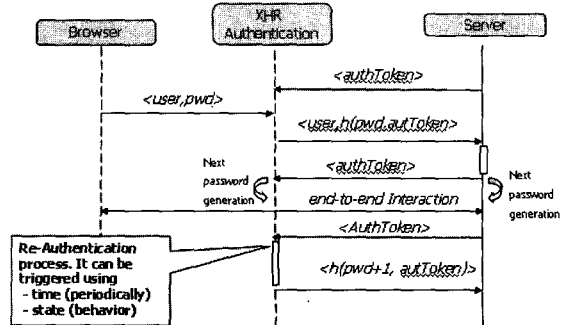 Browser
XHR
Authentication
Server
<authToken>
<user,pwd>
<user,h(pwd,autToken)>
<authToken>
Next
password
generation
Next
password
generation
end-to-end Interaction
<AuthToken>
Re-Authentication
process. It can be
triggered using
- time (periodically)
- state (behavior)
<h(pwd+1, autToken)>